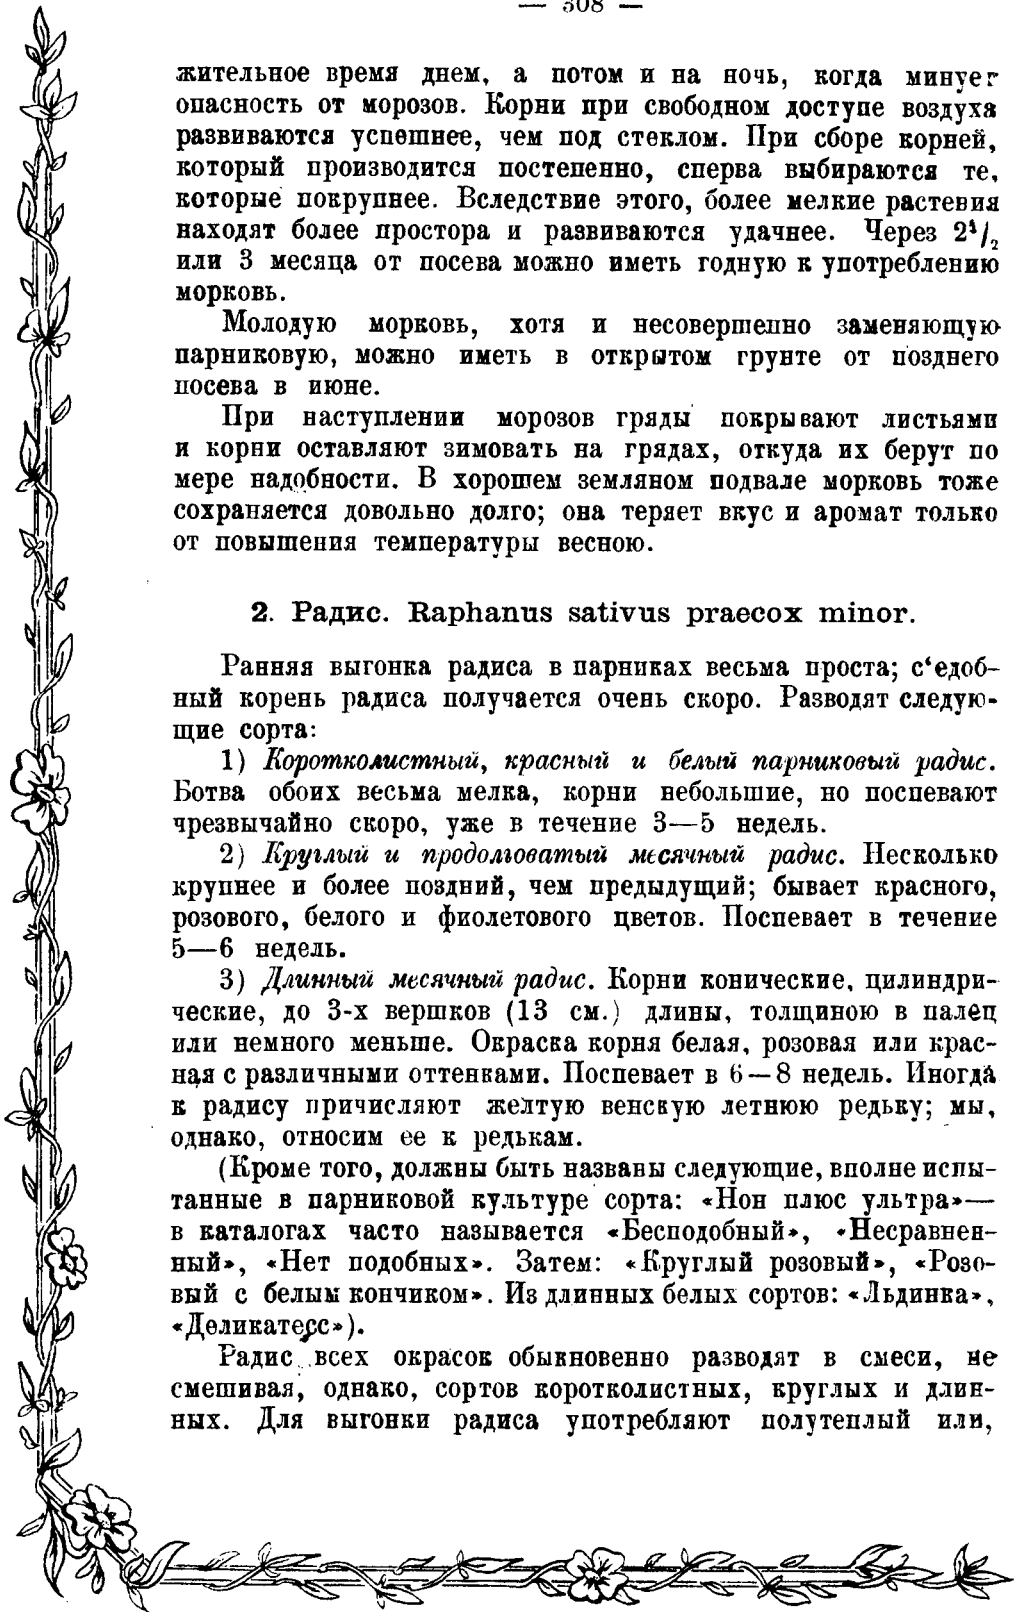 — 308 —
жительное время днем, а потом и на ночь, когда минует
опасность от морозов. Корни при свободном доступе воздуха
развиваются успешнее, чем под стеклом. При сборе корней,
который производится постепенно, сперва выбираются те,
которые покрупнее. Вследствие этого, более мелкие растения
находят более простора и развиваются удачнее. Через 2¹/₂
или 3 месяца от посева можно иметь годную к употреблению
морковь.
Молодую морковь, хотя и несовершенно заменяющую
парниковую, можно иметь в открытом грунте от позднего
посева в июне.
При наступлении морозов гряды покрывают листьями
и корни оставляют зимовать на грядах, откуда их берут по
мере надобности. В хорошем земляном подвале морковь тоже
сохраняется довольно долго; она теряет вкус и аромат только
от повышения температуры весною.
2. Радис. Raphanus sativus praecox minor.
Ранняя выгонка радиса в парниках весьма проста; с‘едоб-
ный корень радиса получается очень скоро. Разводят следую-
щие сорта:
1) Коротколистный, красный и белый парниковый радис.
Ботва обоих весьма мелка, корни небольшие, но поспевают
чрезвычайно скоро, уже в течение 3—5 недель.
2) Круглый и продолговатый месячный радис. Несколько
крупнее и более поздний, чем предыдущий; бывает красного,
розового, белого и фиолетового цветов. Поспевает в течение
5—6 недель.
3) Длинный месячный радис. Корни конические, цилиндри-
ческие, до 3-х вершков (13 см.) длины, толщиною в палец
или немного меньше. Окраска корня белая, розовая или крас-
ная с различными оттенками. Поспевает в 6—8 недель. Иногда
к радису причисляют желтую венскую летнюю редьку; мы,
однако, относим ее к редькам.
(Кроме того, должны быть названы следующие, вполне испы-
танные в парниковой культуре сорта: «Нон плюс ультра»—
в каталогах часто называется «Бесподобный», «Несравнен-
ный», «Нет подобных». Затем: «Круглый розовый», «Розо-
вый с белым кончиком». Из длинных белых сортов: «Льдинка»,
«Деликатесс»).
Радис всех окрасок обыкновенно разводят в смеси, не
смешивая, однако, сортов коротколистных, круглых и длин-
ных. Для выгонки радиса употребляют полутеплый или,